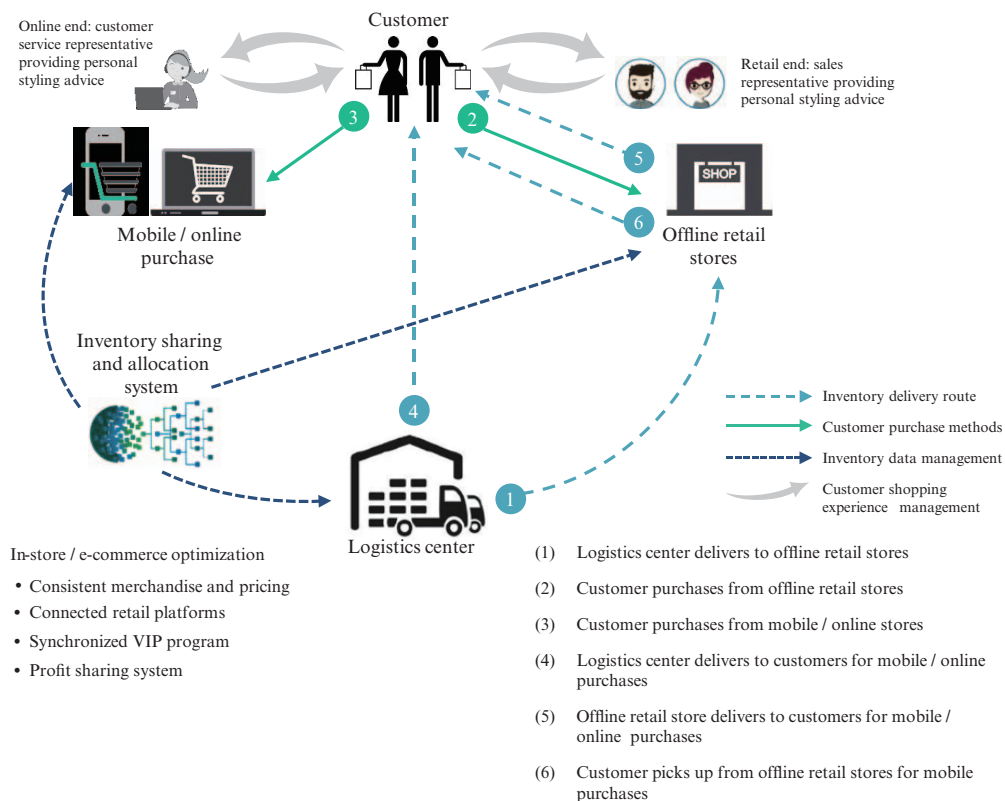 Customer
Online end: customer
service representative
providing personal
styling advice
Retail end: sales
representative providing
personal styling advice
3
2
5
SHOP
6
Mobile / online
purchase
Offline retail
stores
Inventory sharing
and allocation
system
4
1
Logistics center
Inventory delivery route
Customer purchase methods
Inventory data management
Customer shopping
experience management
In-store / e-commerce optimization
• Consistent merchandise and pricing
• Connected retail platforms
• Synchronized VIP program
• Profit sharing system
(1) Logistics center delivers to offline retail stores
(2) Customer purchases from offline retail stores
(3) Customer purchases from mobile / online stores
(4) Logistics center delivers to customers for mobile / online
purchases
(5) Offline retail store delivers to customers for mobile /
online purchases
(6) Customer picks up from offline retail stores for mobile
purchases